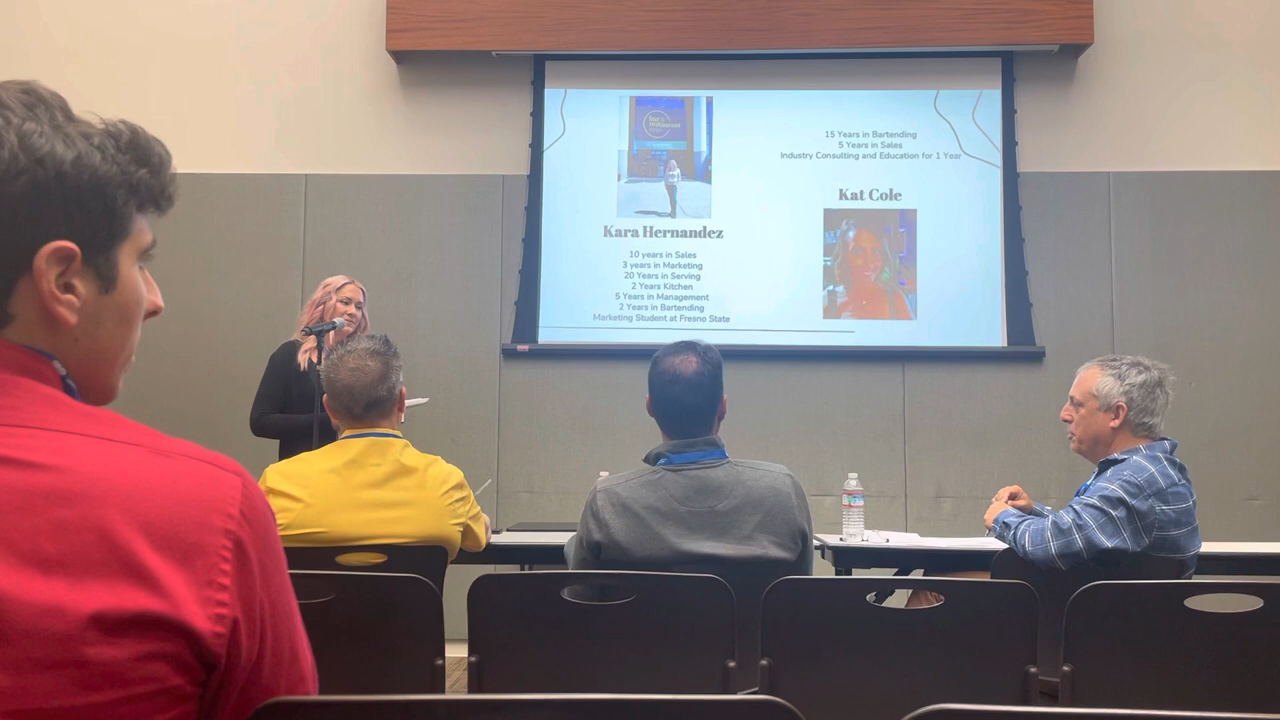 Kara Hernandez
10 years in Sales
3 years in Marketing
20 Years in Serving
2 Years Kitchen
5 Years in Management
2 Years in Bartending
Marketing Student at Fresno State
15 Years in Bartending
5 Years in Sales
Industry Consulting and Education for 1 Year
Kat Cole